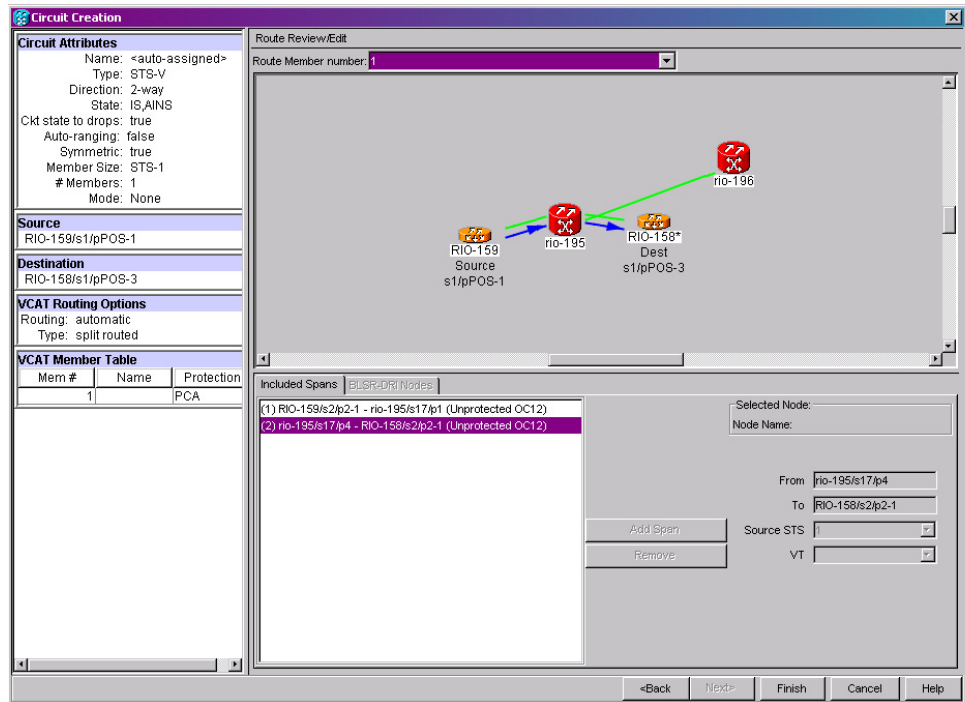 Circuit Creation
Circuit Attributes
Name: <auto-assigned>
Type: STS-V
Direction: 2-way
State: IS,AINS
Ckt state to drops: true
Auto-ranging: false
Symmetric: true
Member Size: STS-1
# Members: 1
Mode: None
Source
RIO-159/s1/pPOS-1
Destination
RIO-158/s1/pPOS-3
VCAT Routing Options
Routing: automatic
Type: split routed
VCAT Member Table
Mem # Name Protection
1 PCA
Route Review/Edit
Route Member number: 1
rio-196
rio-195
RIO-159
Source
s1/pPOS-1
RIO-158*
Dest
s1/pPOS-3
Included Spans BLSR-DRI Nodes
(1) RIO-159/s2/p2-1 - rio-195/s17/p1 (Unprotected OC12)
(2) rio-195/s17/p4 - RIO-158/s2/p2-1 (Unprotected OC12)
Selected Node:
Node Name:
From rio-195/s17/p4
To RIO-158/s2/p2-1
Add Span
Source STS 1
Remove
VT
<Back Next> Finish Cancel Help